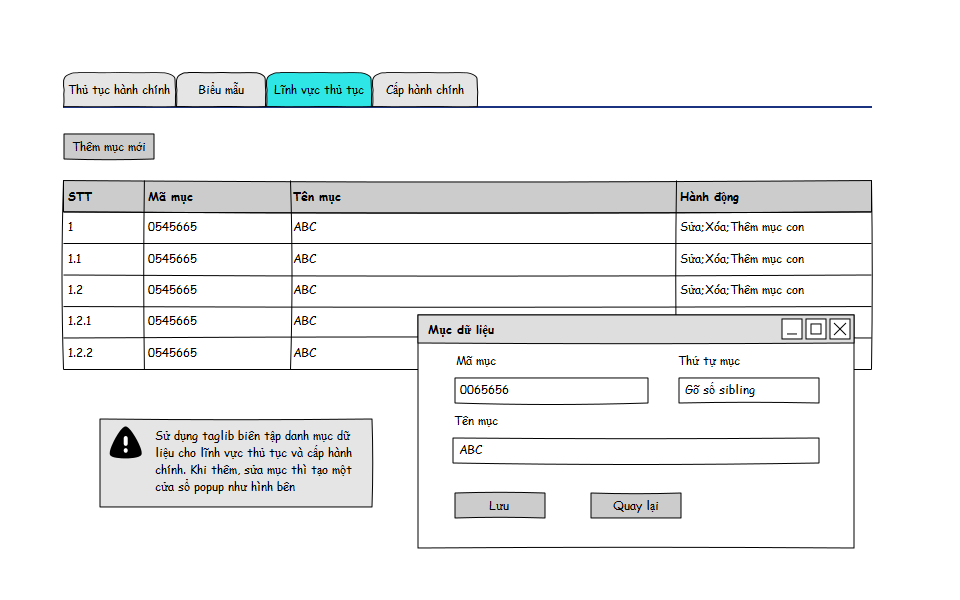 Thủ tục hành chính Biểu mẫu Lĩnh vực thủ tục Cấp hành chính
Thêm mục mới
STT Mã mục Tên mục Hành động
1 0545665 ABC Sửa;Xóa;Thêm mục con
1.1 0545665 ABC Sửa;Xóa;Thêm mục con
1.2 0545665 ABC Sửa;Xóa;Thêm mục con
1.2.1 0545665 ABC
1.2.2 0545665 ABC
Mục dữ liệu
Mã mục Thứ tự mục
0065656 Gõ số sibling
Tên mục
ABC
Lưu Quay lại
Sử dụng taglib biên tập danh mục dữ
liệu cho lĩnh vực thủ tục và cấp hành
chính. Khi thêm, sửa mục thì tạo một
cửa sổ popup như hình bên